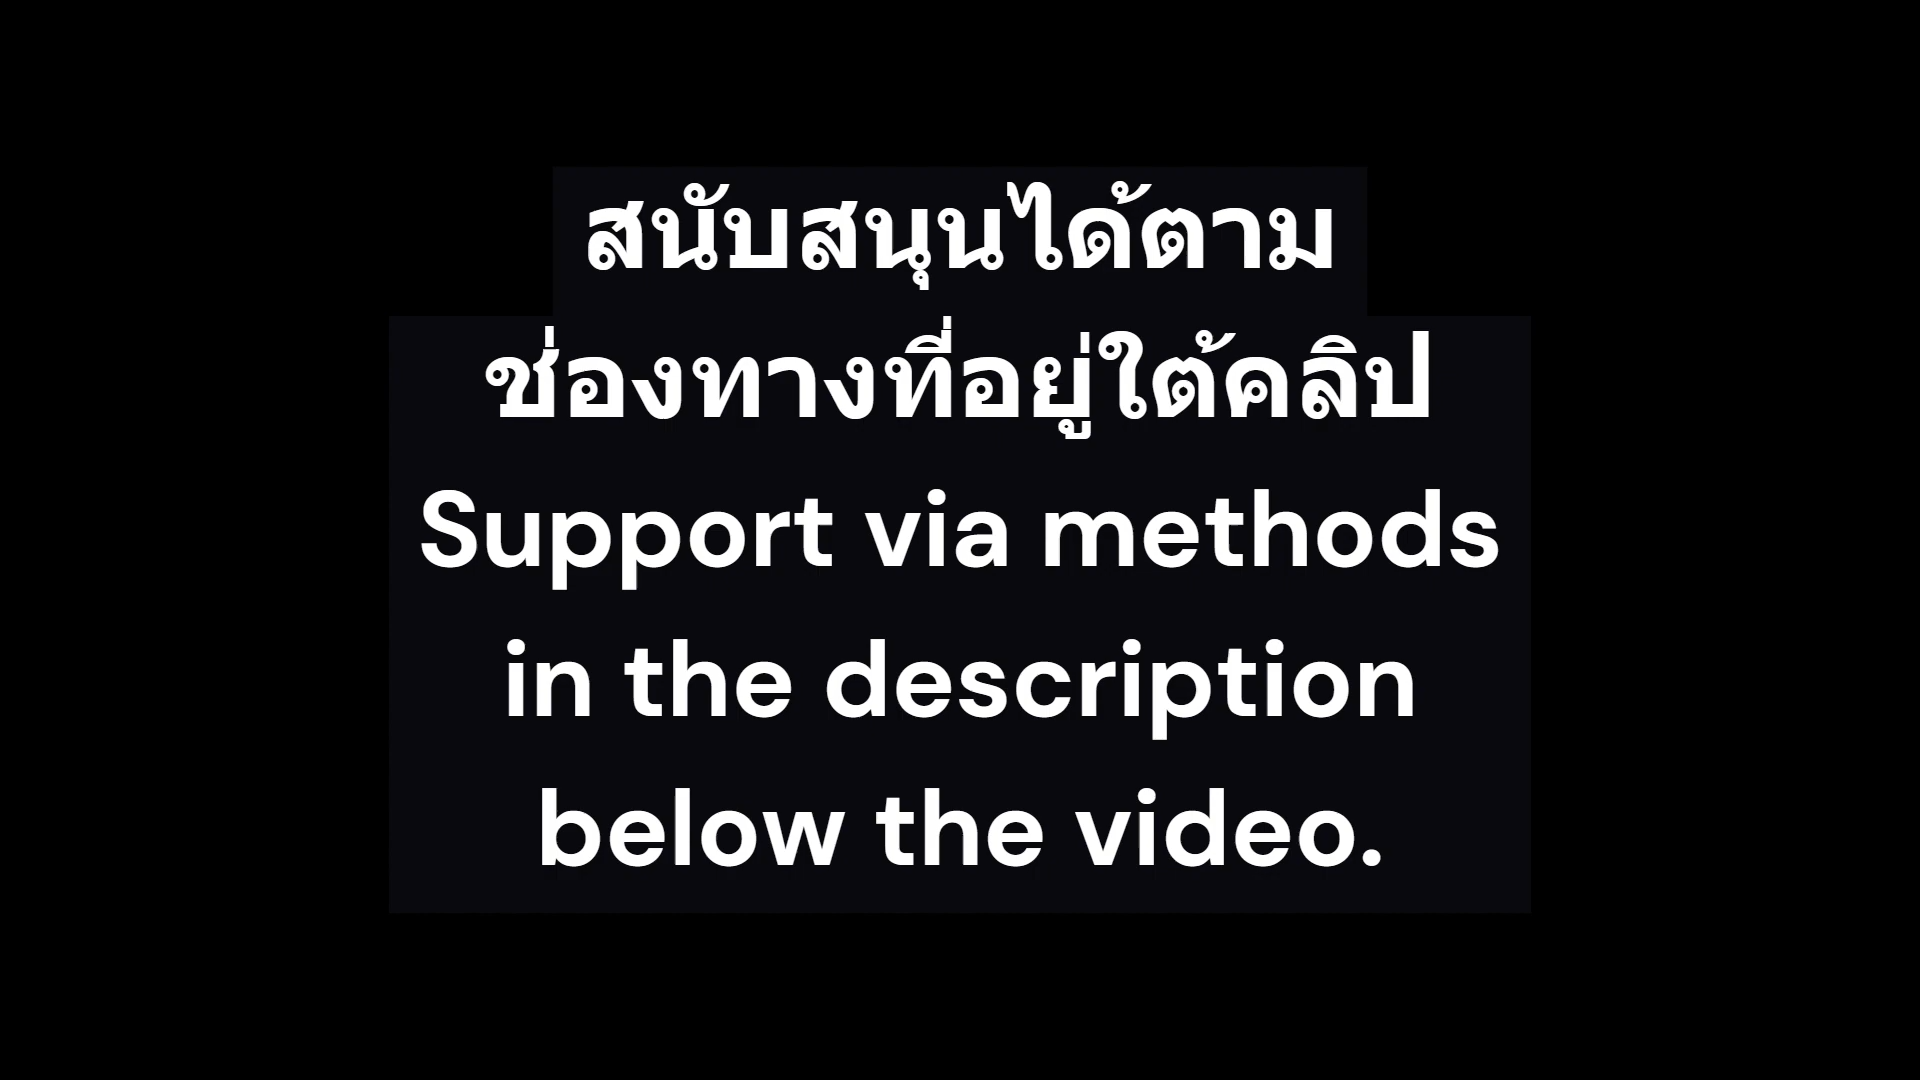 สนับสนุนได้ตาม
ช่องทางที่อยู่ใต้คลิป
Support via methods
in the description
below the video.